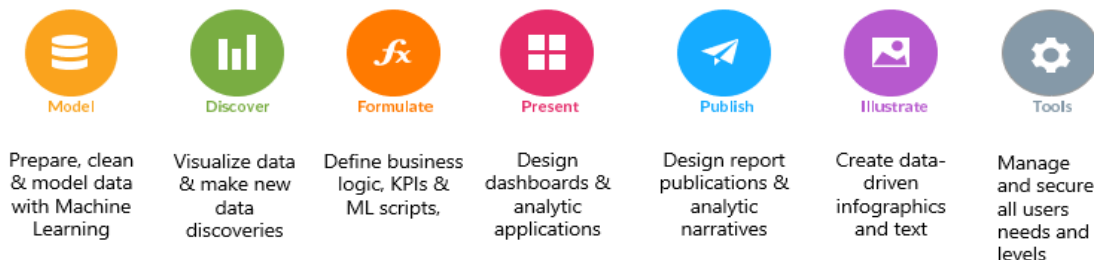 Model
Prepare, clean
& model data
with Machine
Learning
Discover
Visualize data
& make new
data
discoveries
fx
Formulate
Define business
logic, KPIs &
ML scripts,
Present
Design
dashboards &
analytic
applications
Publish
Design report
publications &
analytic
narratives
Illustrate
Create data-
driven
infographics
and text
Tools
Manage
and secure
all users
needs and
levels